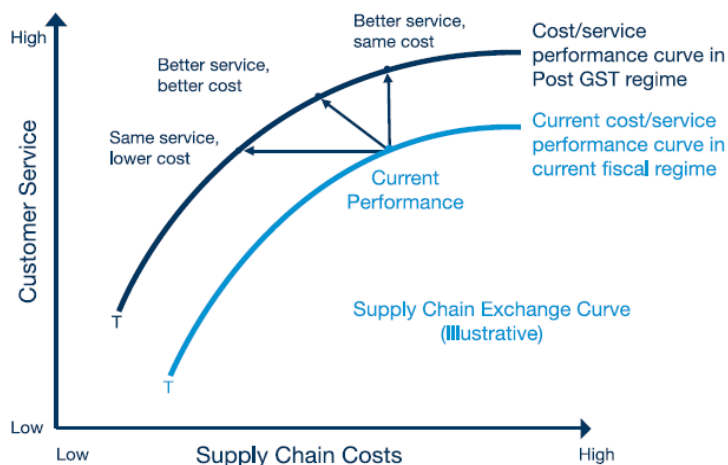 High
Customer Service
Low
Low
Supply Chain Costs
High
Better service,
same cost
Better service,
better cost
Same service,
lower cost
Cost/service
performance curve in
Post GST regime
Current cost/service
performance curve in
current fiscal regime
Current
Performance
Supply Chain Exchange Curve
(Illustrative)
T
T